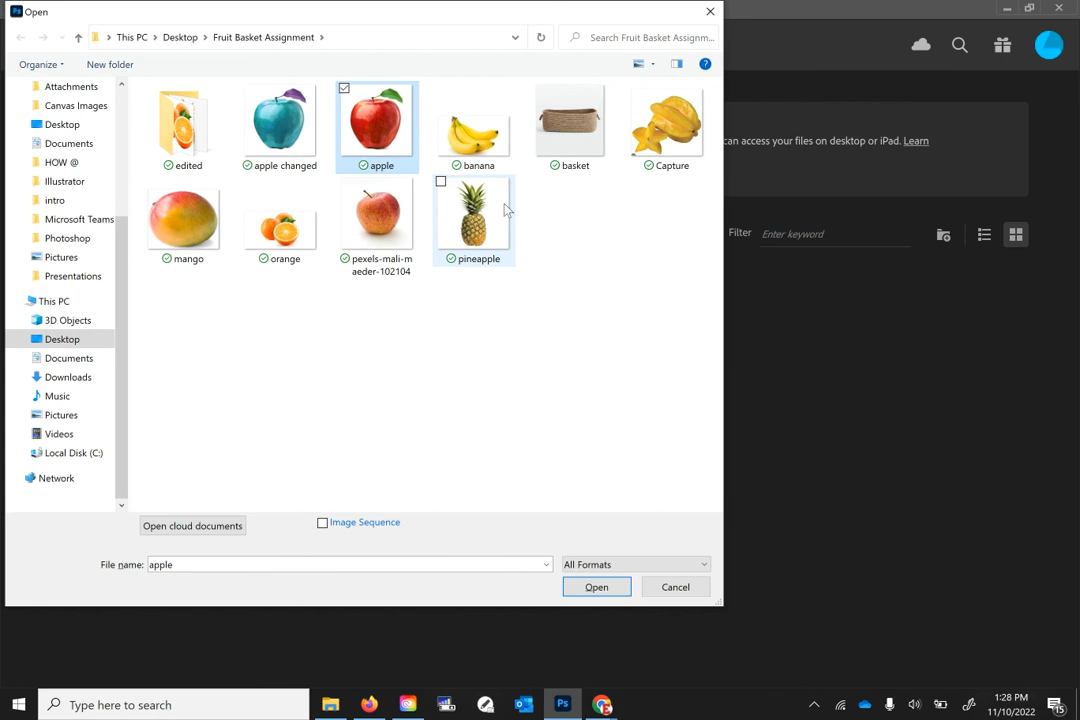 Ps Open
This PC > Desktop > Fruit Basket Assignment >
Search Fruit Basket Assignm...
Organize
New folder
?
Attachments
Canvas Images
Desktop
Documents
HOW @
Illustrator
intro
Microsoft Teams
Photoshop
Pictures
Presentations
This PC
3D Objects
Desktop
Documents
Downloads
Music
Pictures
Videos
Local Disk (C:)
Network
edited
apple changed
apple
banana
basket
Capture
mango
orange
pexels-mali-m
aeder-102104
pineapple
Open cloud documents
Image Sequence
File name:
apple
All Formats
Open
Cancel
can access your files on desktop or iPad. Learn
Filter
Enter keyword
Type here to search
Ps
1:28 PM
11/10/2022
15